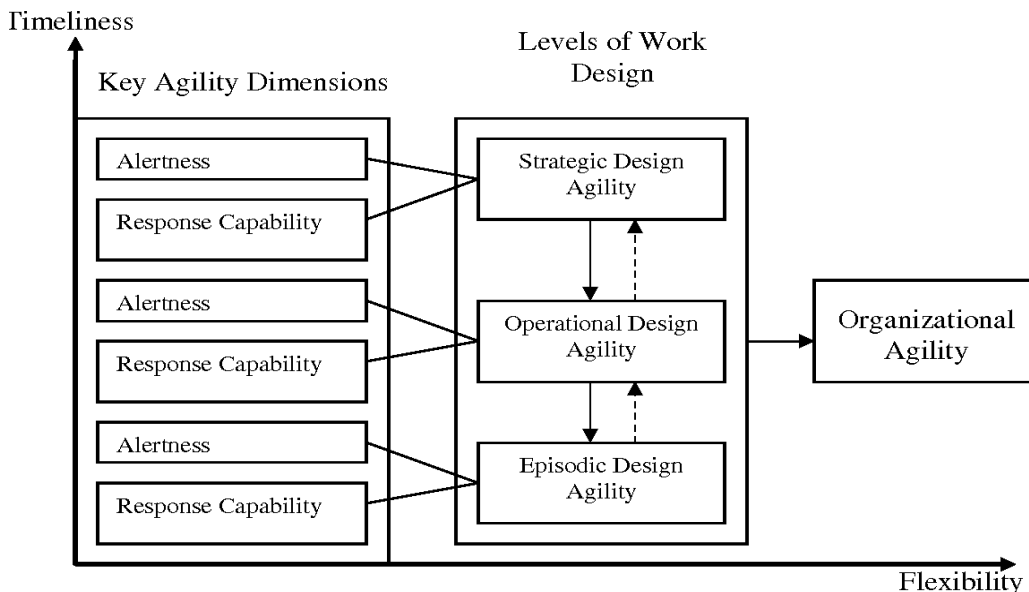 Timeliness
Levels of Work
Design
Key Agility Dimensions
Alertness
Response Capability
Alertness
Response Capability
Alertness
Response Capability
Strategic Design
Agility
Operational Design
Agility
Episodic Design
Agility
Organizational
Agility
Flexibility